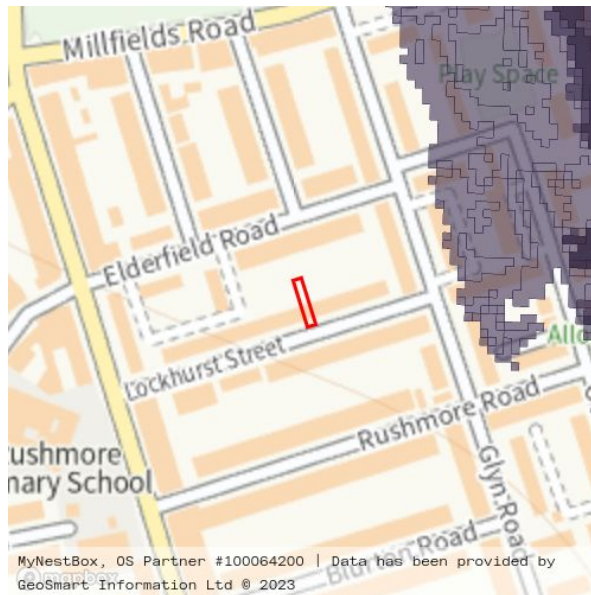 Millfields Road
Play Space
Elderfield Road
Allo
Lockhurst Street
Rushmore Road
ushmore
nary School
Glyn Road
Blurton Road
MyNestBox, OS Partner #100064200 | Data has been provided by
GeoSmart Information Ltd © 2023
mapbox